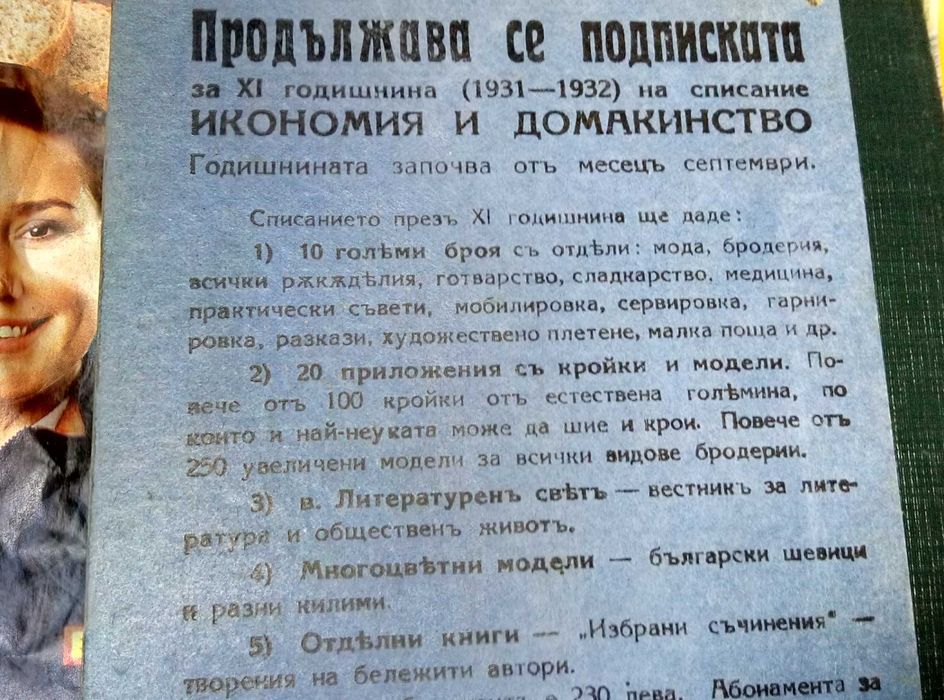 Продължава се подписката
за XI годишнина (1931—1932) на списание
ИКОНОМИЯ И ДОМАКИНСТВО
Годишнината започва отъ месецъ септември.
Списанието презъ XI годишнина ще даде:
1) 10 голѣми броя съ отдѣли: мода, бродерия,
всички рѫкждѣлия, готварство, сладкарство, медицина,
практически съвети, мобилировка, сервировка, гарни-
ровка, разкази, художествено плетене, малка поща и др.
2) 20 приложения съ кройки и модели. По-
вече отъ 100 кройки отъ естествена голѣмина, по
които и най-неуката може да шие и крои. Повече отъ
250 увеличени модели за всички видове бродерии.
3) в. Литературенъ свѣтъ — вестникъ за лите-
ратура и общественъ животъ.
4) Многоцвѣтни модели — български шевици
и разни килими.
5) Отдѣлни книги — „Избрани съчинения" —
творения на бележити автори.
е 230 лева. Абонамента за